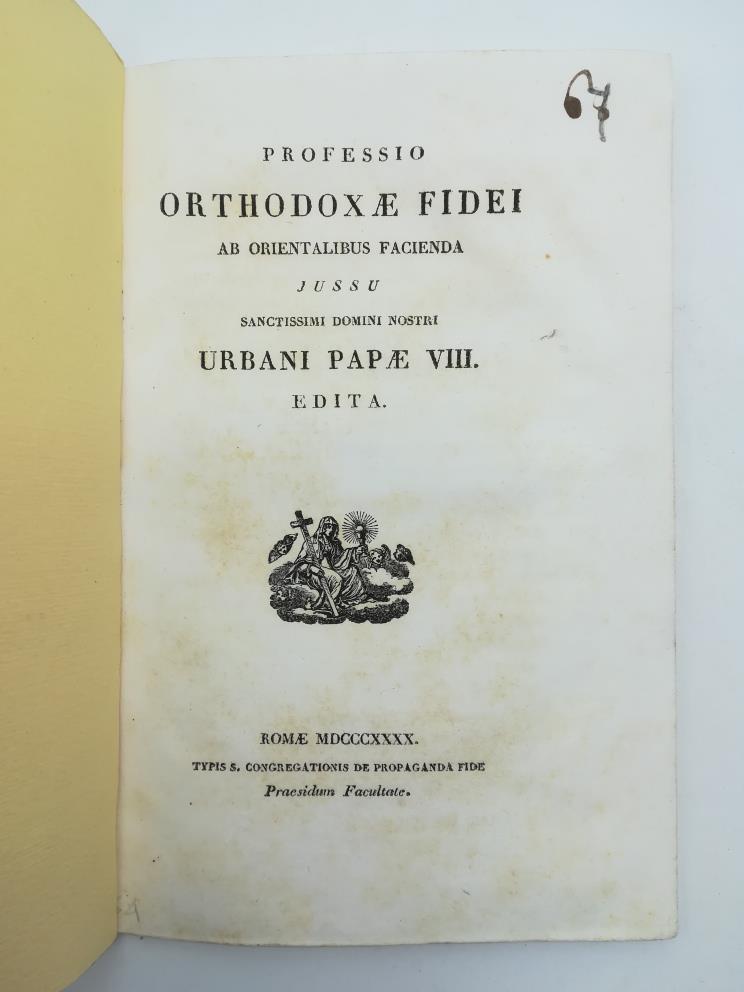 67
PROFESSIO
ORTHODOXÆ FIDEI
AB ORIENTALIBUS FACIENDA
JUSSU
SANCTISSIMI DOMINI NOSTRI
URBANI PAPÆ VIII.
EDITA.
ROMÆ MDCCCXXXX.
TYPIS S. CONGREGATIONIS DE PROPAGANDA FIDE
Praesidum Facultate.